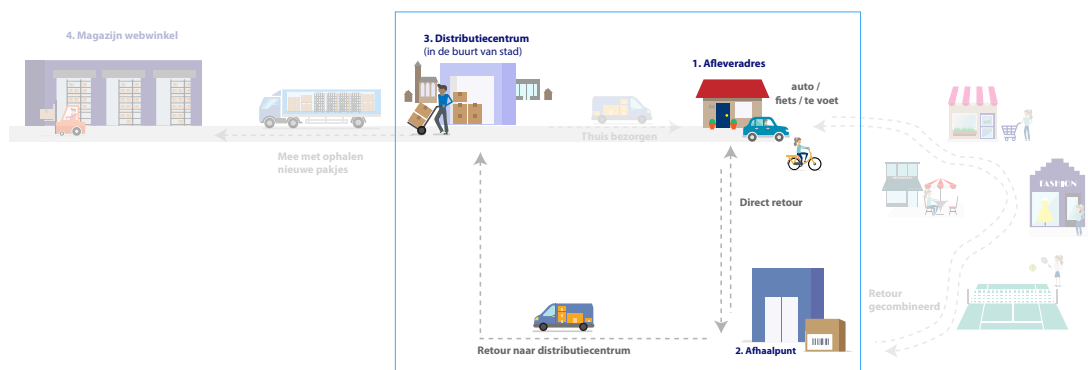 4. Magazijn webwinkel
3. Distributiecentrum
(in de buurt van stad)
1. Afleveradres
auto /
fiets / te voet
Thuis bezorgen
Mee met ophalen
nieuwe pakjes
FASHION
Direct retour
Retour
gecombineerd
Retour naar distributiecentrum
2. Afhaalpunt